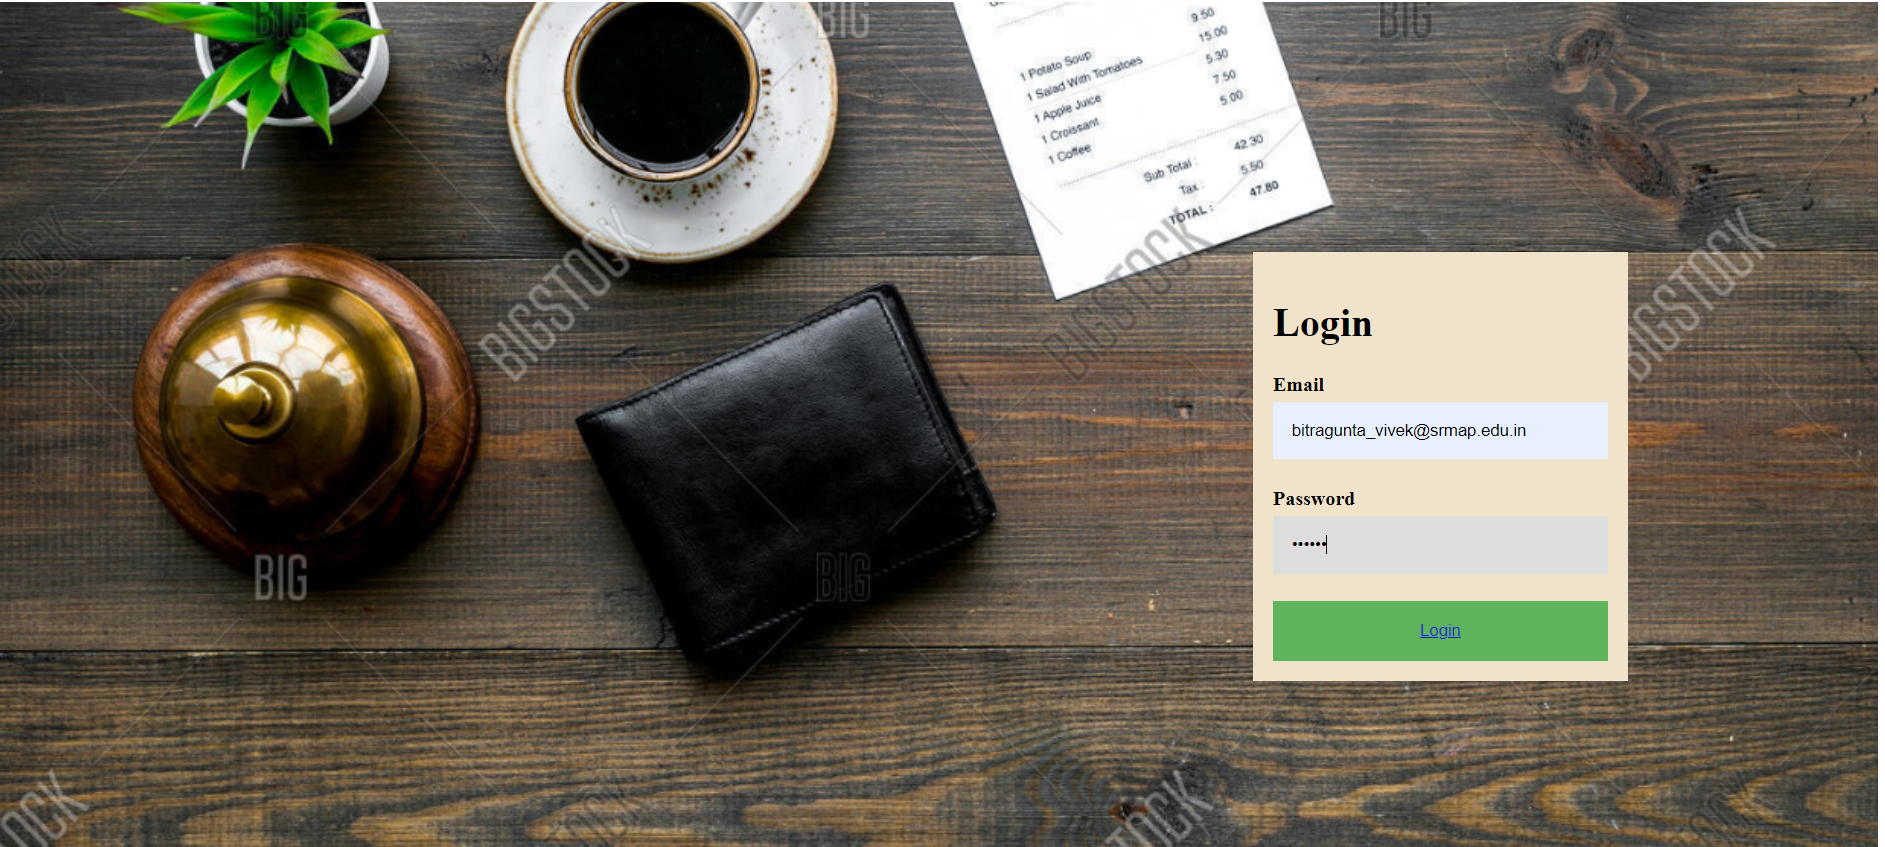 BIG
BIG
BIG
9.50
15.00
1 Potato Soup 5.30
1 Salad With Tomatoes 7.50
1 Apple Juice 5.00
1 Croissant
1 Coffee
Sub Total : 42.30
Tax : 5.50
TOTAL : 47.80
BIGSTOCK
BIGSTOCK
BIGSTOCK
Login
Email
bitragunta_vivek@srmap.edu.in
Password
••••••
Login
BIG
BIG
STOCK